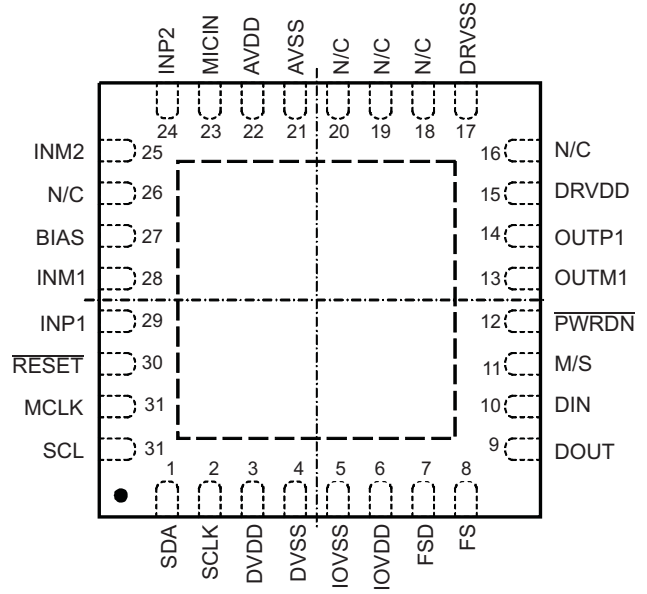 INP2 MICIN AVDD AVSS N/C N/C N/C DRVSS
24 23 22 21 20 19 18 17
INM2 25 16 N/C
N/C 26 15 DRVDD
BIAS 27 14 OUTP1
INM1 28 13 OUTM1
INP1 29 12 PWRDN
RESET 30 11 M/S
MCLK 31 10 DIN
SCL 31 9 DOUT
1 2 3 4 5 6 7 8
SDA SCLK DVDD DVSS IOVSS IOVDD FSD FS